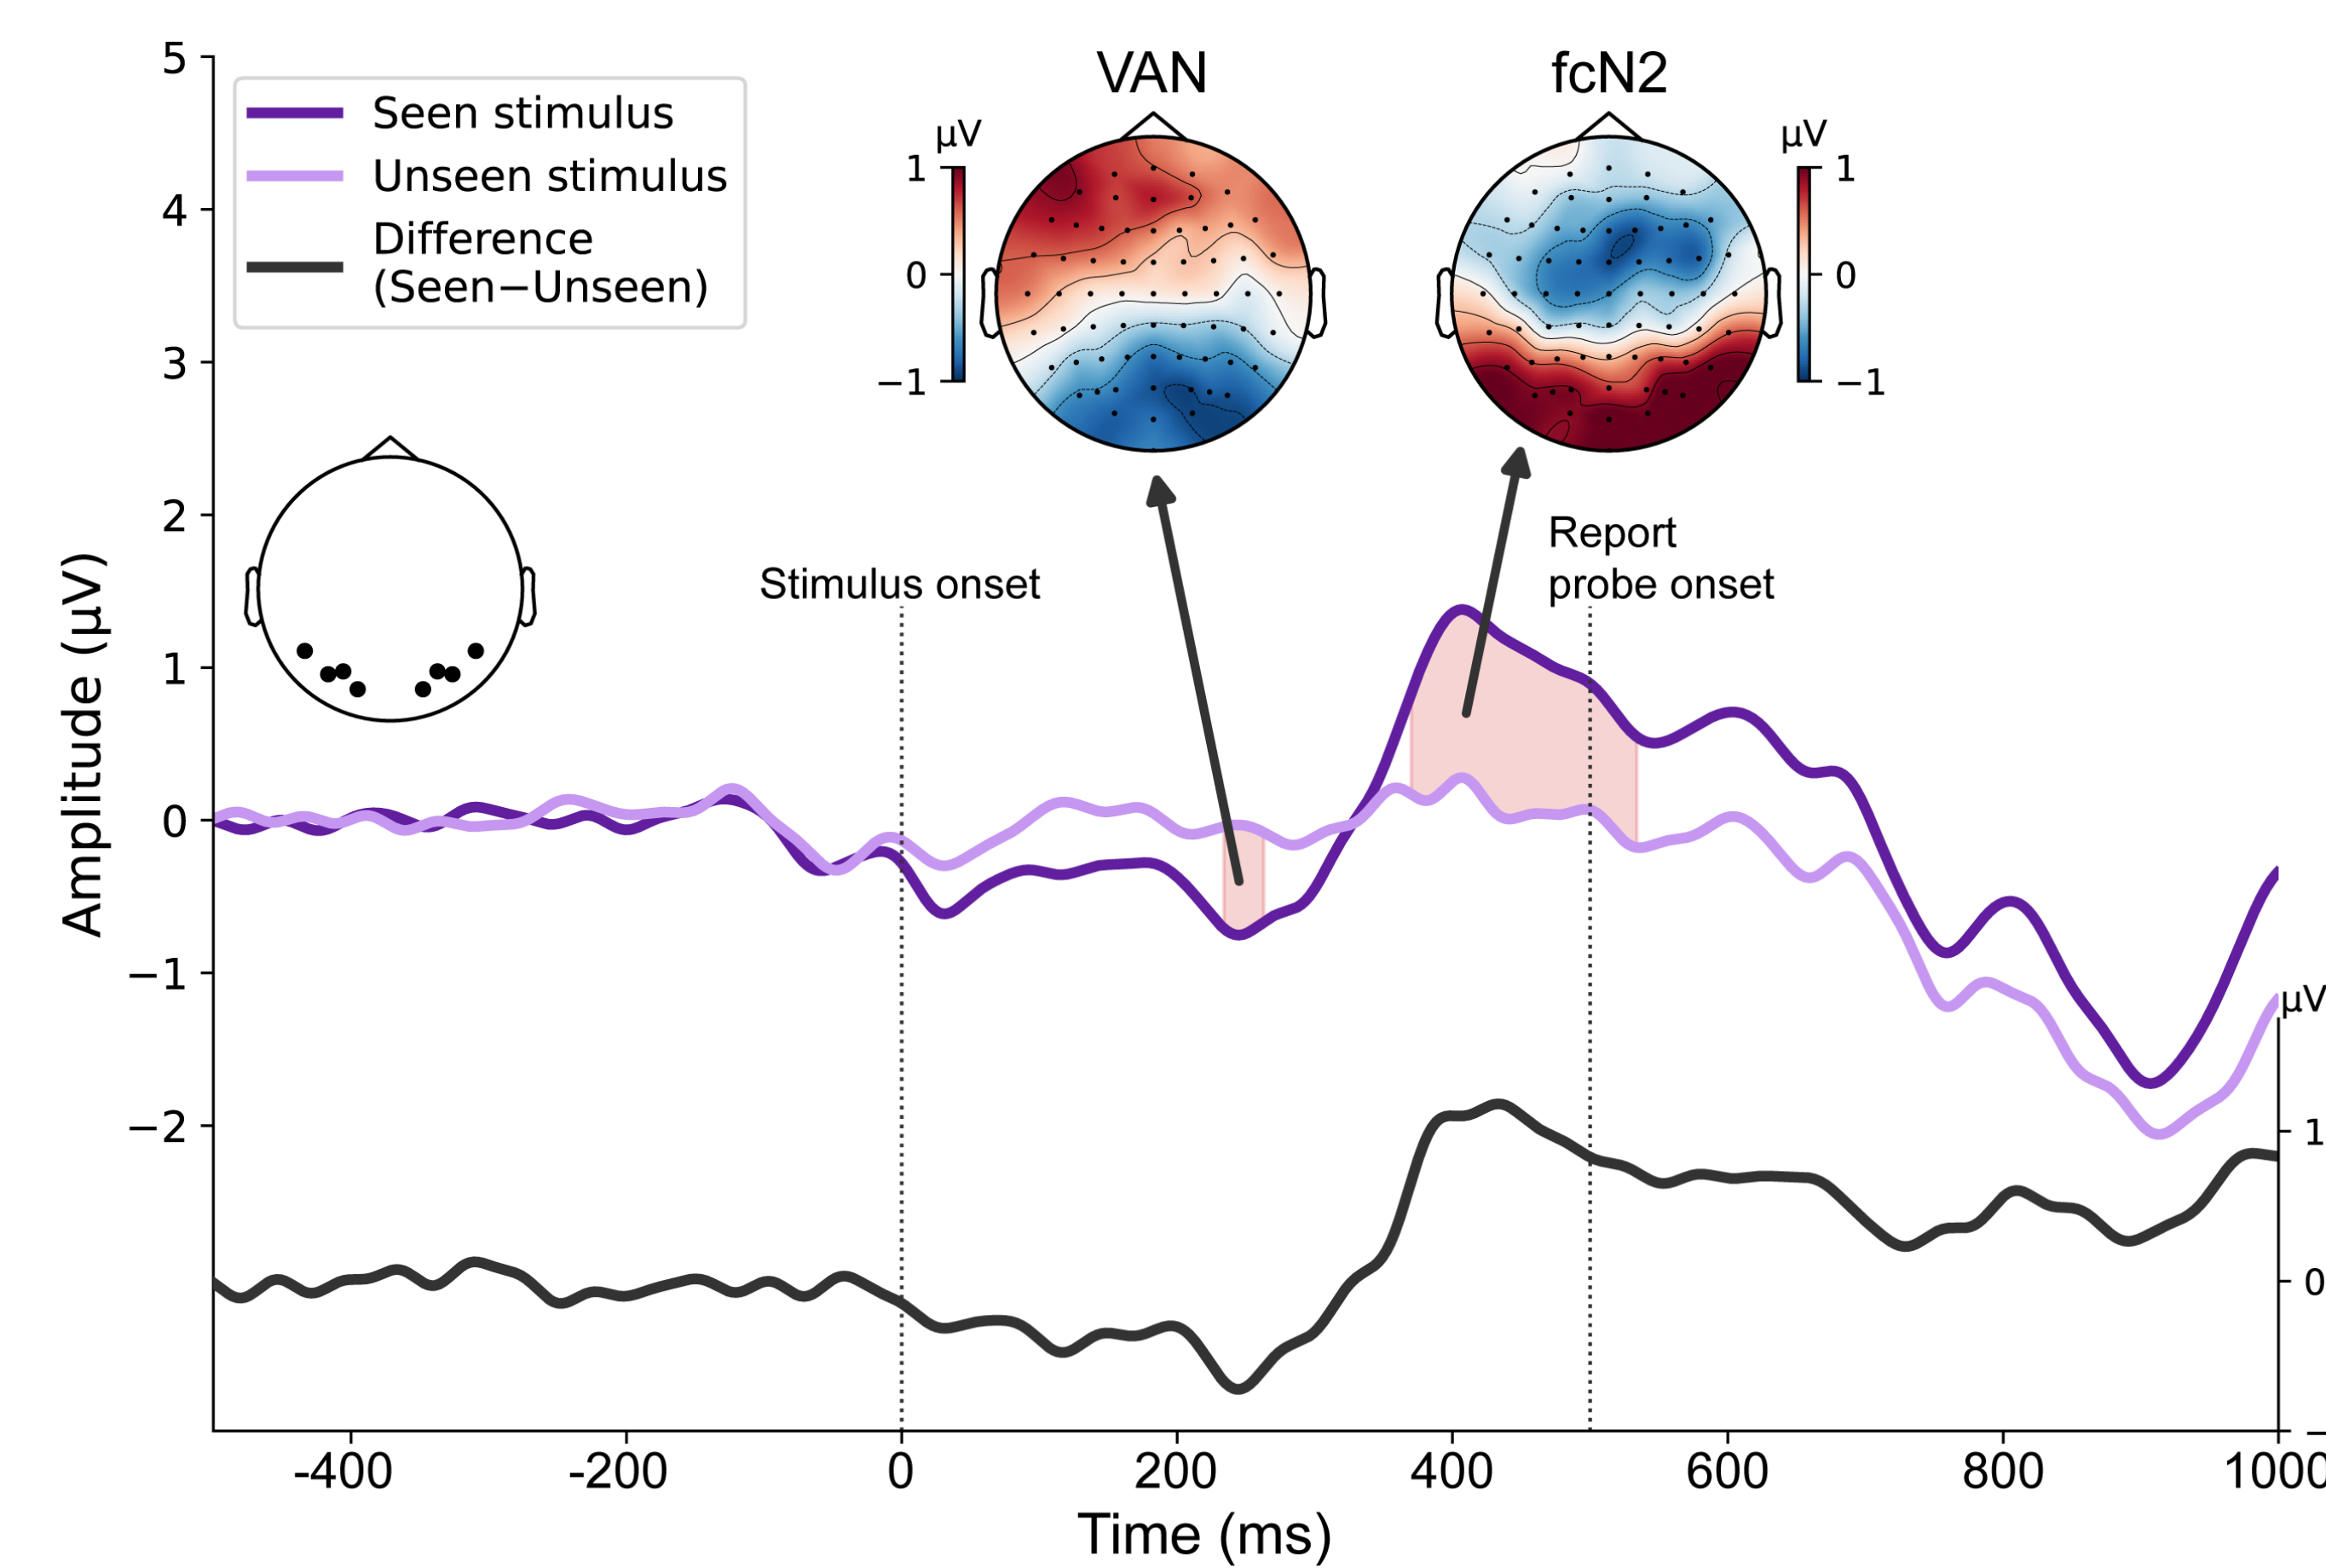 VAN
fcN2
Seen stimulus
Unseen stimulus
Difference
(Seen−Unseen)
µV
1
0
−1
µV
1
0
−1
Stimulus onset
Report
probe onset
Amplitude (µV)
5
4
3
2
1
0
−1
−2
µV
1
0
-400
-200
0
200
400
600
800
1000
Time (ms)